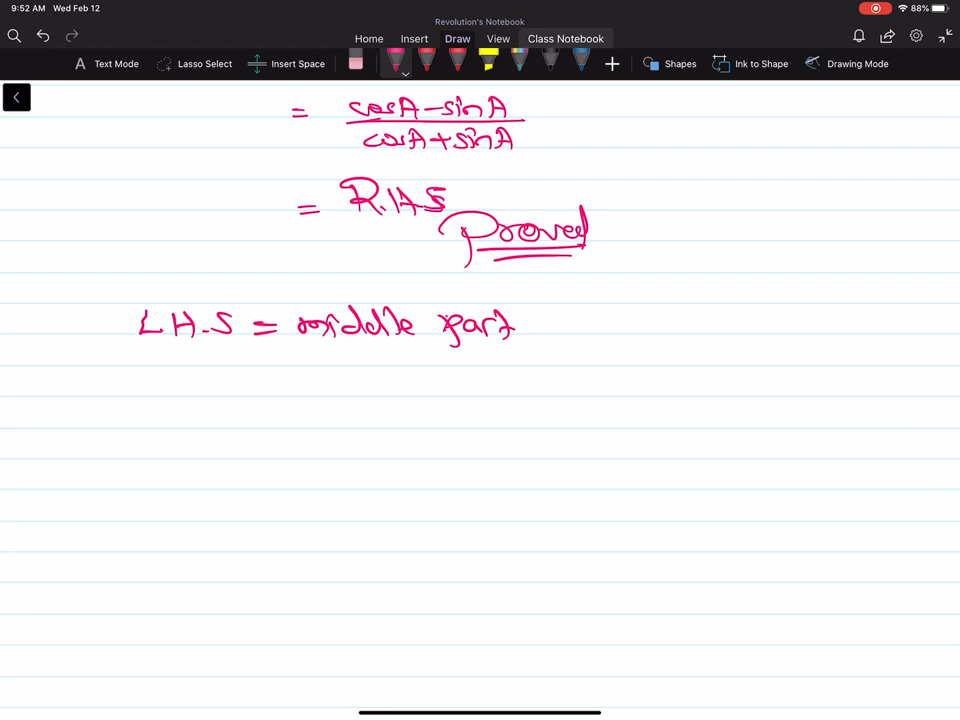 9:52 AM Wed Feb 12
88%
Revolution's Notebook
Home Insert Draw View Class Notebook
Text Mode Lasso Select Insert Space Shapes Ink to Shape Drawing Mode
= cosA-sinA
cosA+sinA
= R.H.S
Proved
L.H.S = middle part